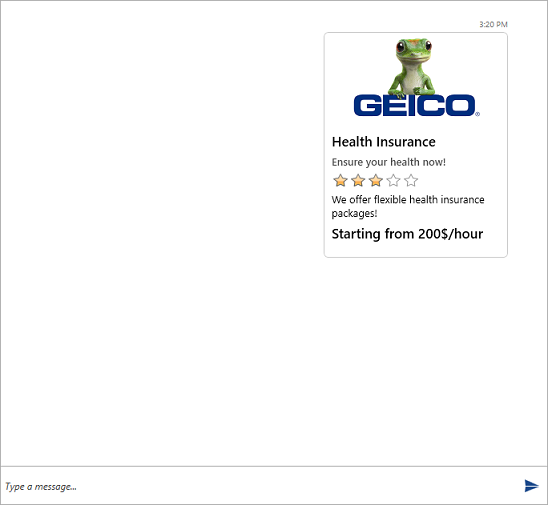 3:20 PM
GEICO®
Health Insurance
Ensure your health now!
We offer flexible health insurance
packages!
Starting from 200$/hour
Type a message...